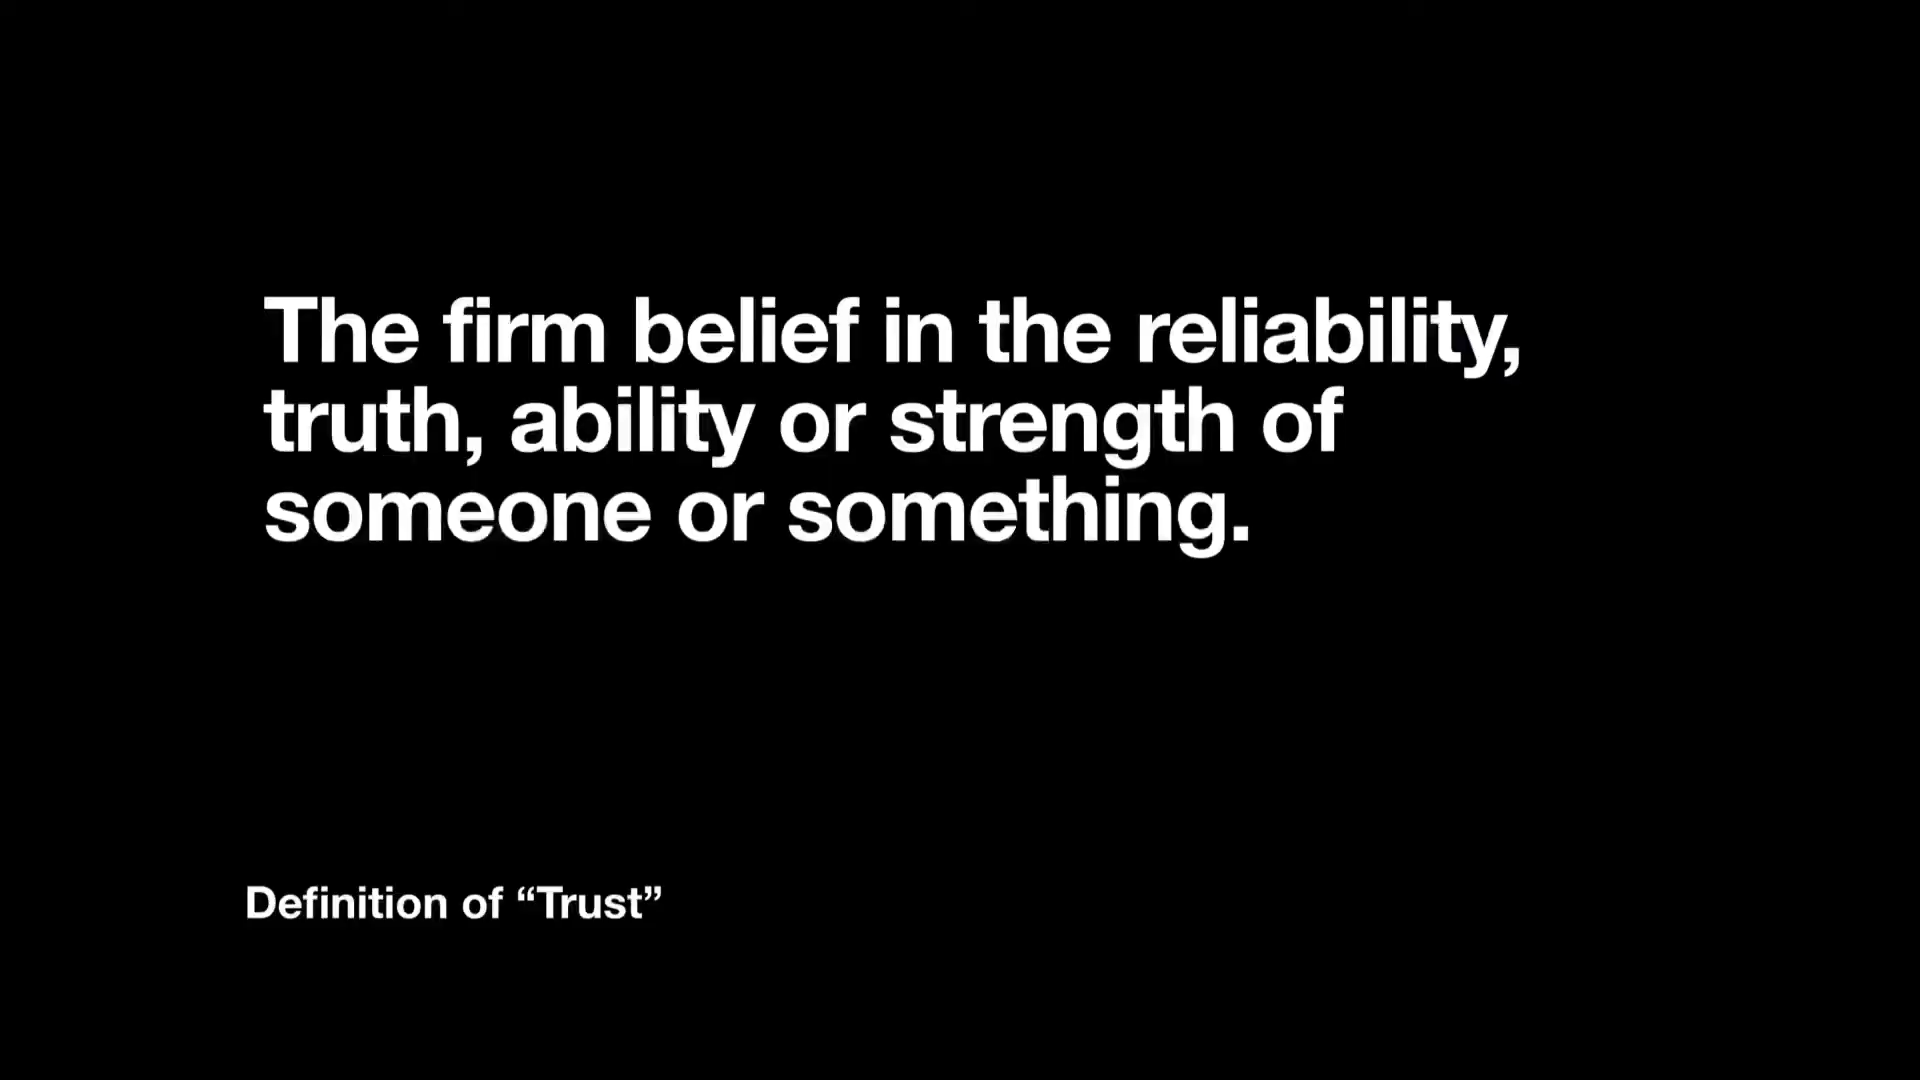 The firm belief in the reliability,
truth, ability or strength of
someone or something.
Definition of “Trust”